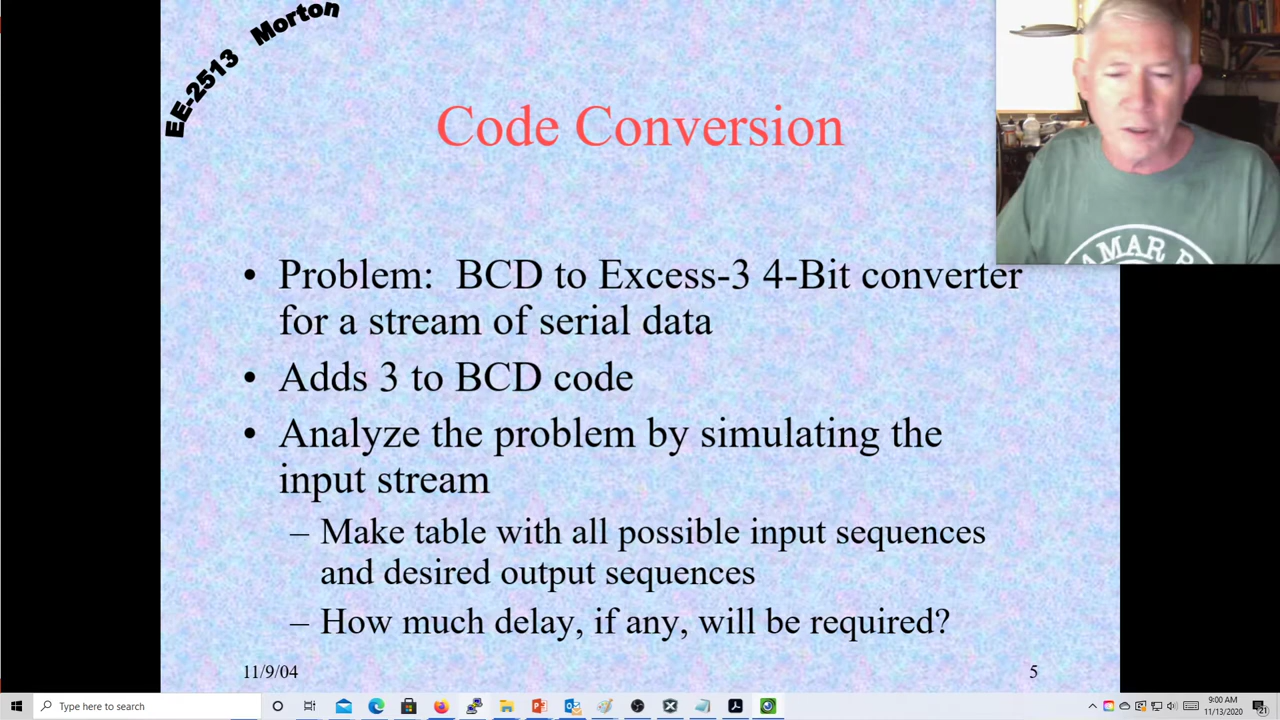 EE-2513 Morton
Code Conversion
• Problem: BCD to Excess-3 4-Bit converter
for a stream of serial data
• Adds 3 to BCD code
• Analyze the problem by simulating the
input stream
– Make table with all possible input sequences
and desired output sequences
– How much delay, if any, will be required?
11/9/04
5
AMAR
Type here to search
9:00 AM
11/13/2020
21